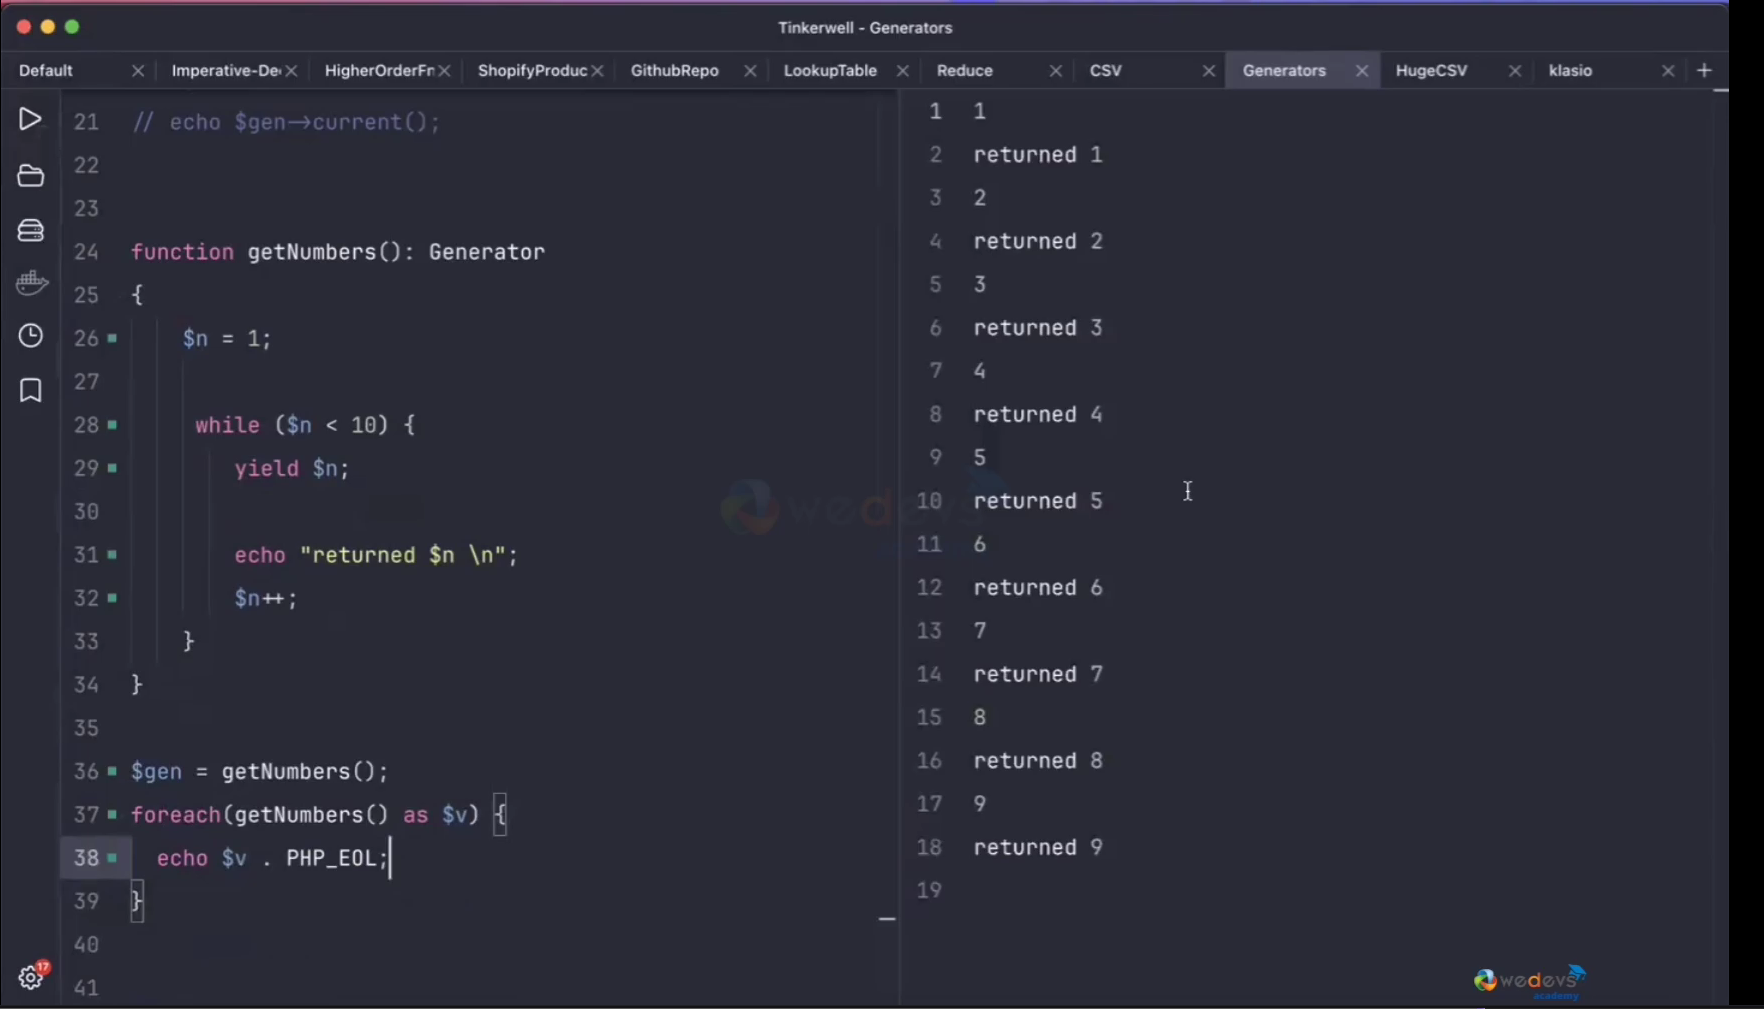 Tinkerwell - Generators
Default
Imperative-De
HigherOrderFn
ShopifyProduc
GithubRepo
LookupTable
Reduce
CSV
Generators
HugeCSV
klasio
21 // echo $gen->current();
22
23
24 function getNumbers(): Generator
25 {
26 $n = 1;
27
28 while ($n < 10) {
29 yield $n;
30
31 echo "returned $n \n";
32 $n++;
33 }
34 }
35
36 $gen = getNumbers();
37 foreach(getNumbers() as $v) {
38 echo $v . PHP_EOL;
39 }
40
41
17
1 1
2 returned 1
3 2
4 returned 2
5 3
6 returned 3
7 4
8 returned 4
9 5
10 returned 5
11 6
12 returned 6
13 7
14 returned 7
15 8
16 returned 8
17 9
18 returned 9
19
wedevs
wedevs
academy